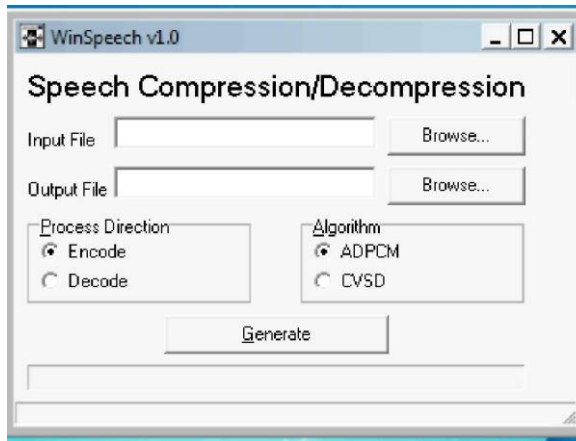 WinSpeech v1.0
Speech Compression/Decompression
Input File
Browse...
Output File
Browse...
Process Direction
Encode
Decode
Algorithm
ADPCM
CVSD
Generate